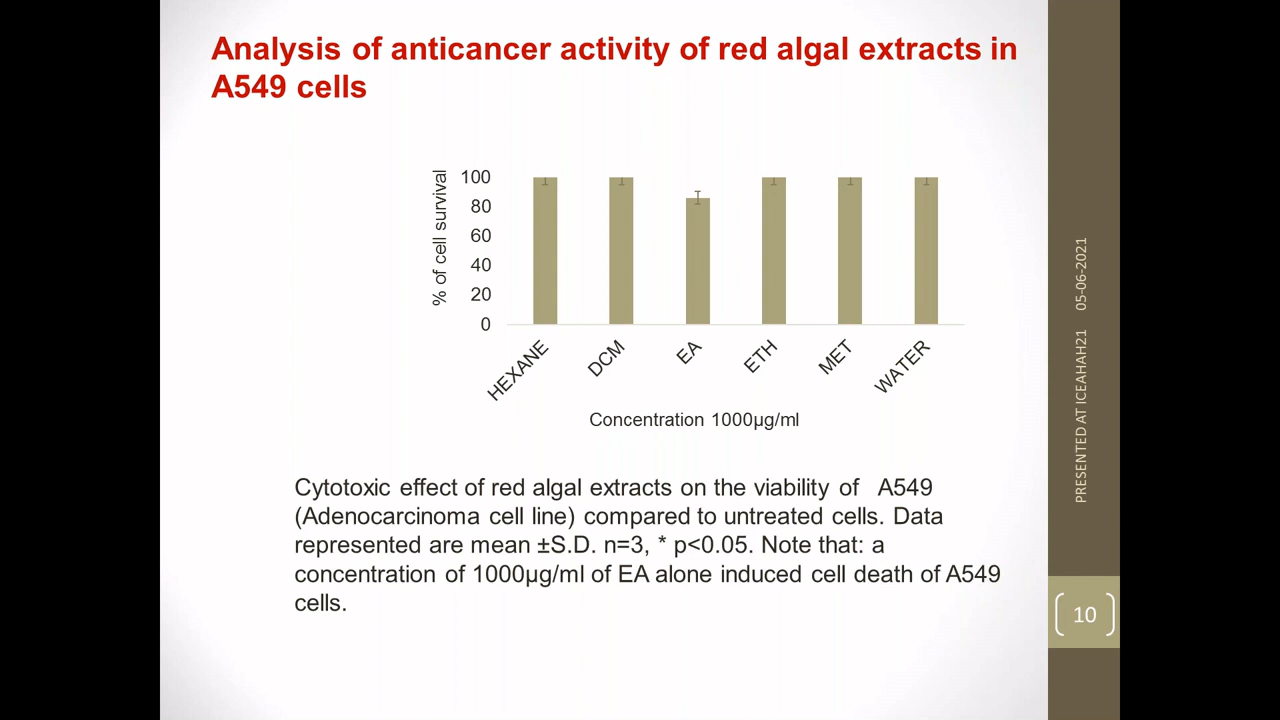 Analysis of anticancer activity of red algal extracts in
A549 cells
% of cell survival
100
80
60
40
20
0
HEXANE
DCM
EA
ETH
MET
WATER
Concentration 1000µg/ml
Cytotoxic effect of red algal extracts on the viability of A549
(Adenocarcinoma cell line) compared to untreated cells. Data
represented are mean ±S.D. n=3, * p<0.05. Note that: a
concentration of 1000µg/ml of EA alone induced cell death of A549
cells.
PRESENTED AT ICEAHAH21 05-06-2021
10